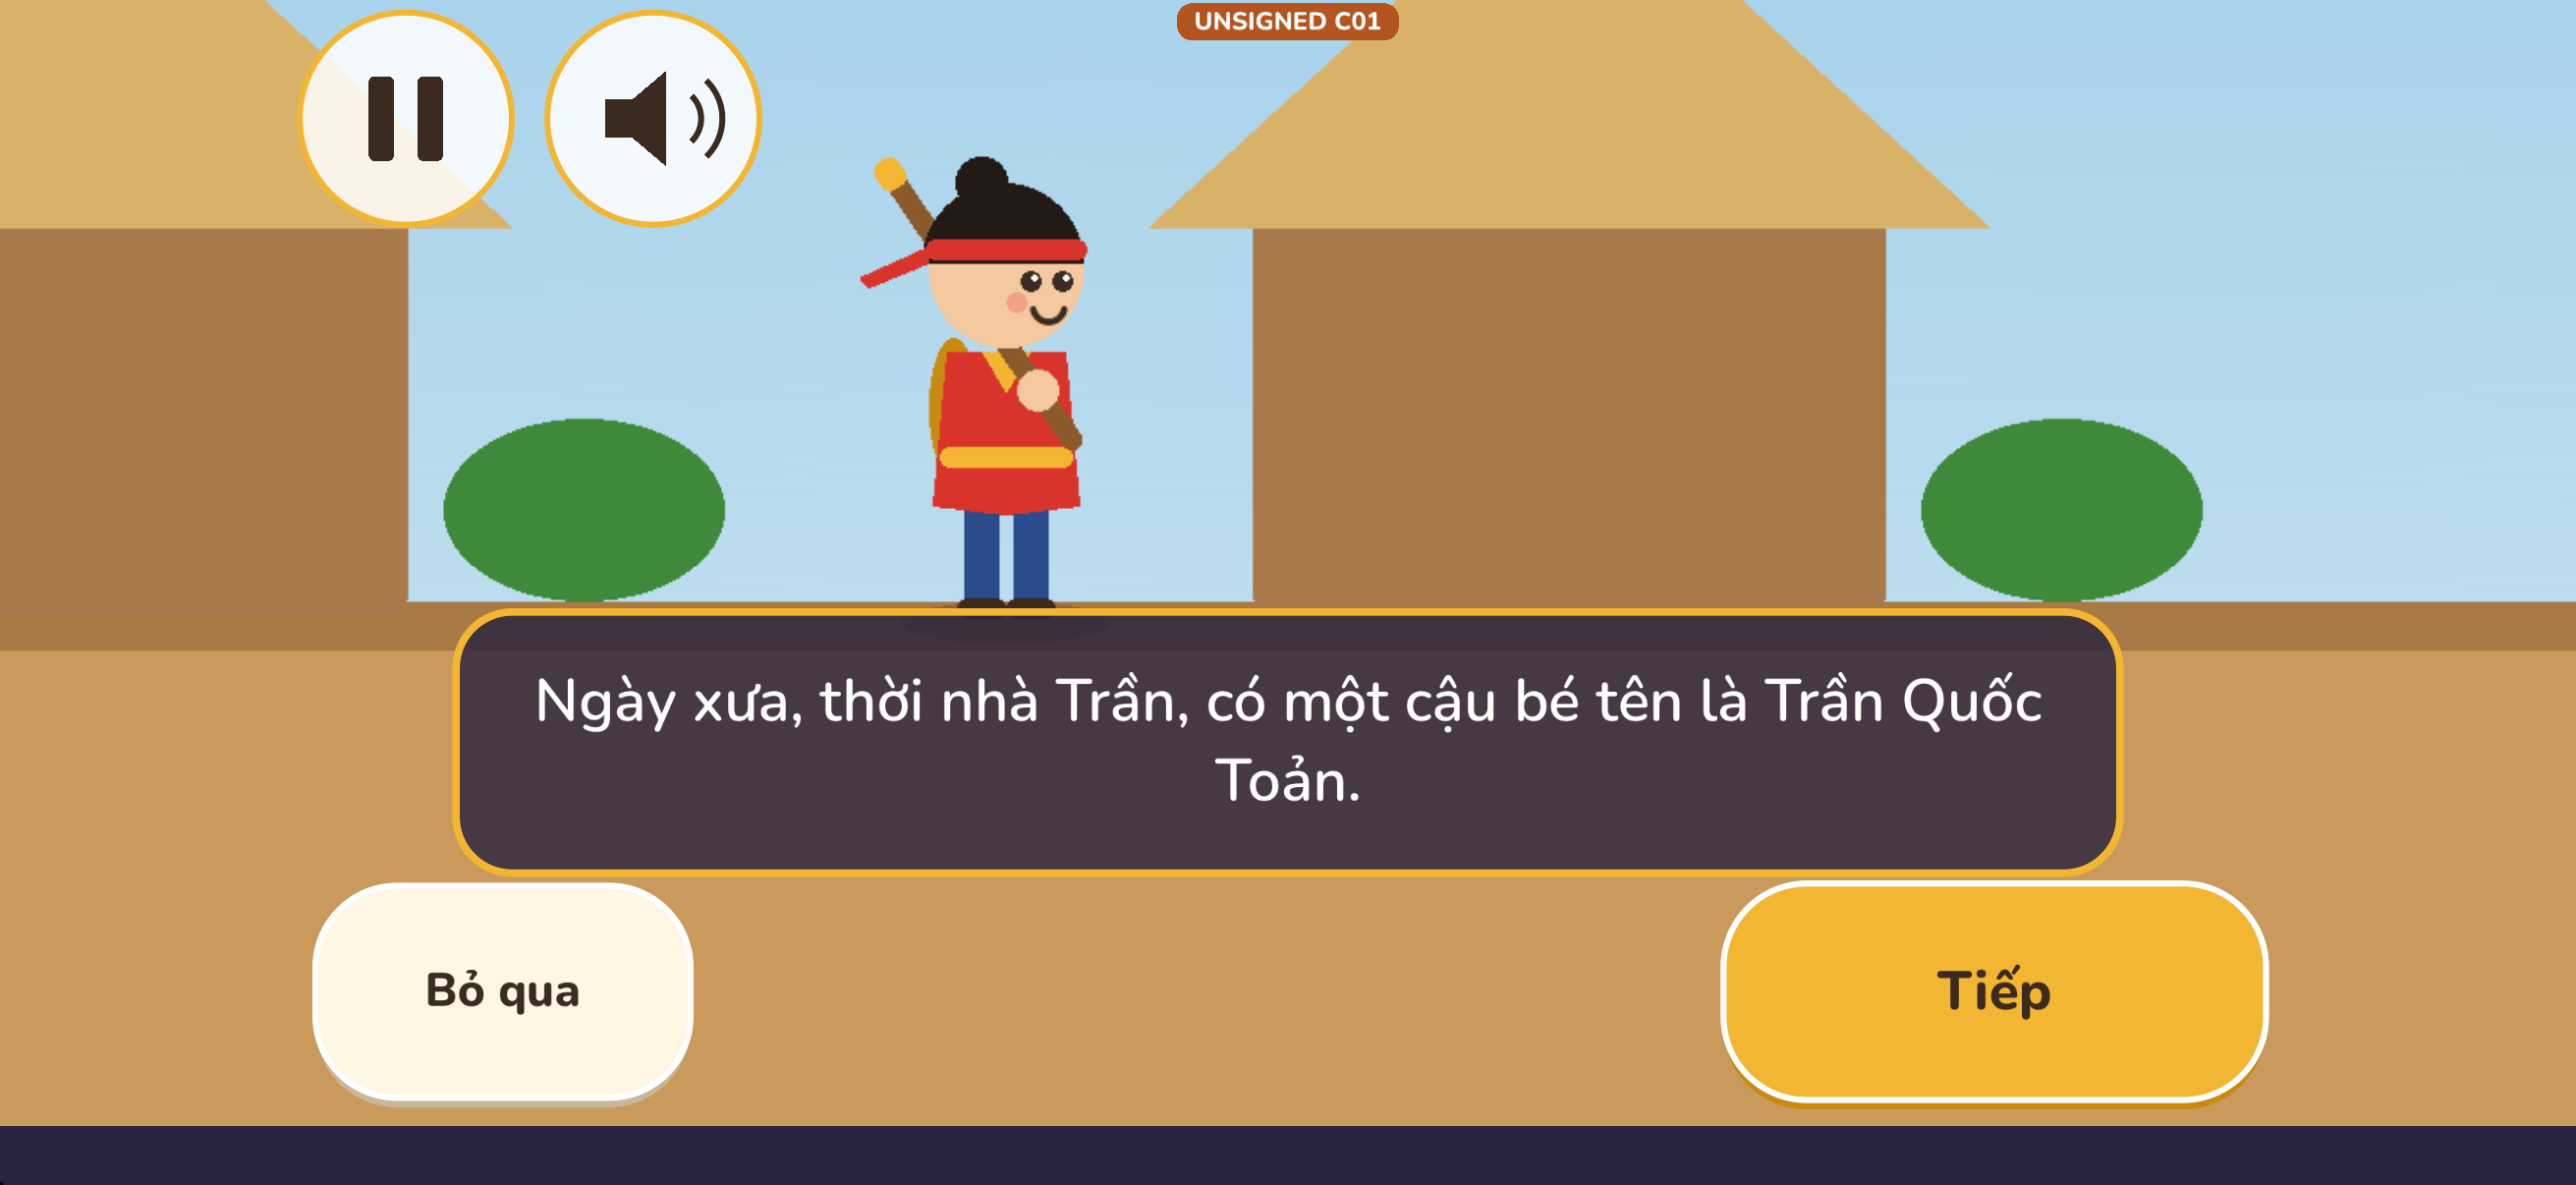 UNSIGNED C01
Ngày xưa, thời nhà Trần, có một cậu bé tên là Trần Quốc
Toản.
Bỏ qua
Tiếp